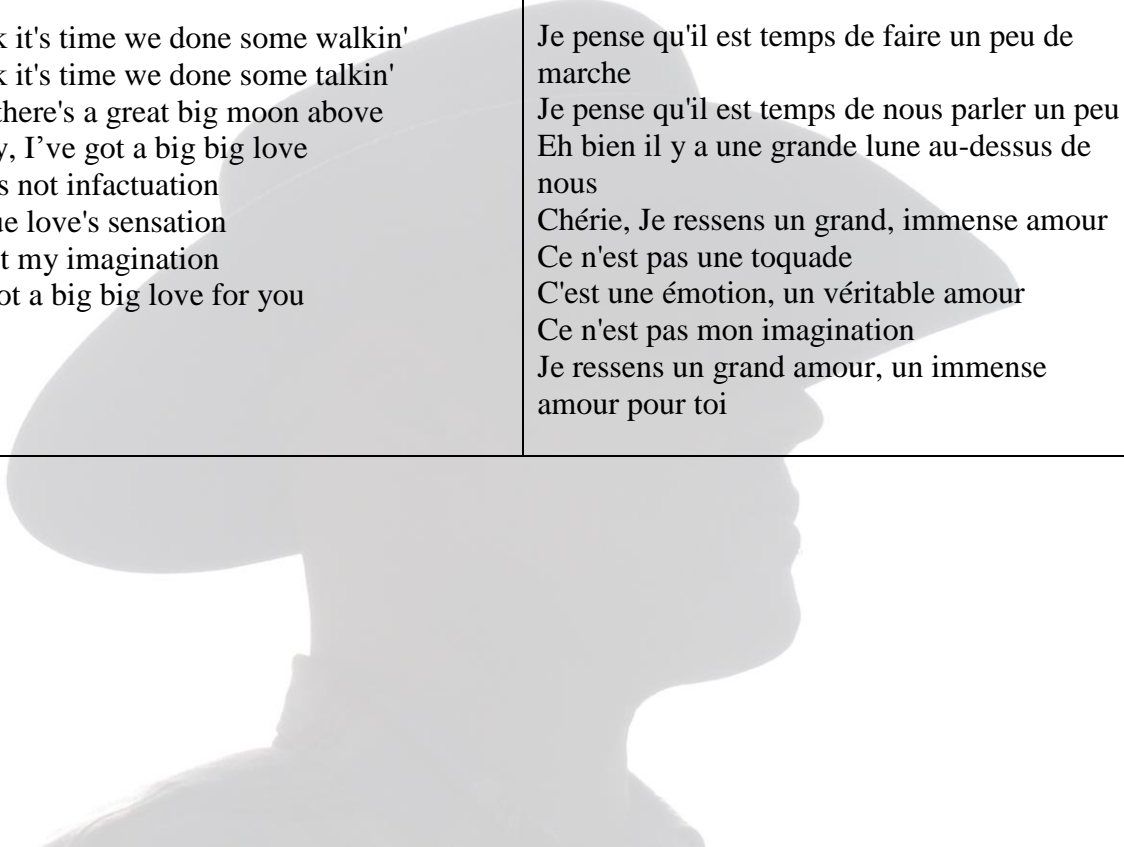 k it's time we done some walkin'
k it's time we done some talkin'
there's a great big moon above
y, I’ve got a big big love
s not infactuation
ue love's sensation
t my imagination
ot a big big love for you
Je pense qu'il est temps de faire un peu de
marche
Je pense qu'il est temps de nous parler un peu
Eh bien il y a une grande lune au-dessus de
nous
Chérie, Je ressens un grand, immense amour
Ce n'est pas une toquade
C'est une émotion, un véritable amour
Ce n'est pas mon imagination
Je ressens un grand amour, un immense
amour pour toi